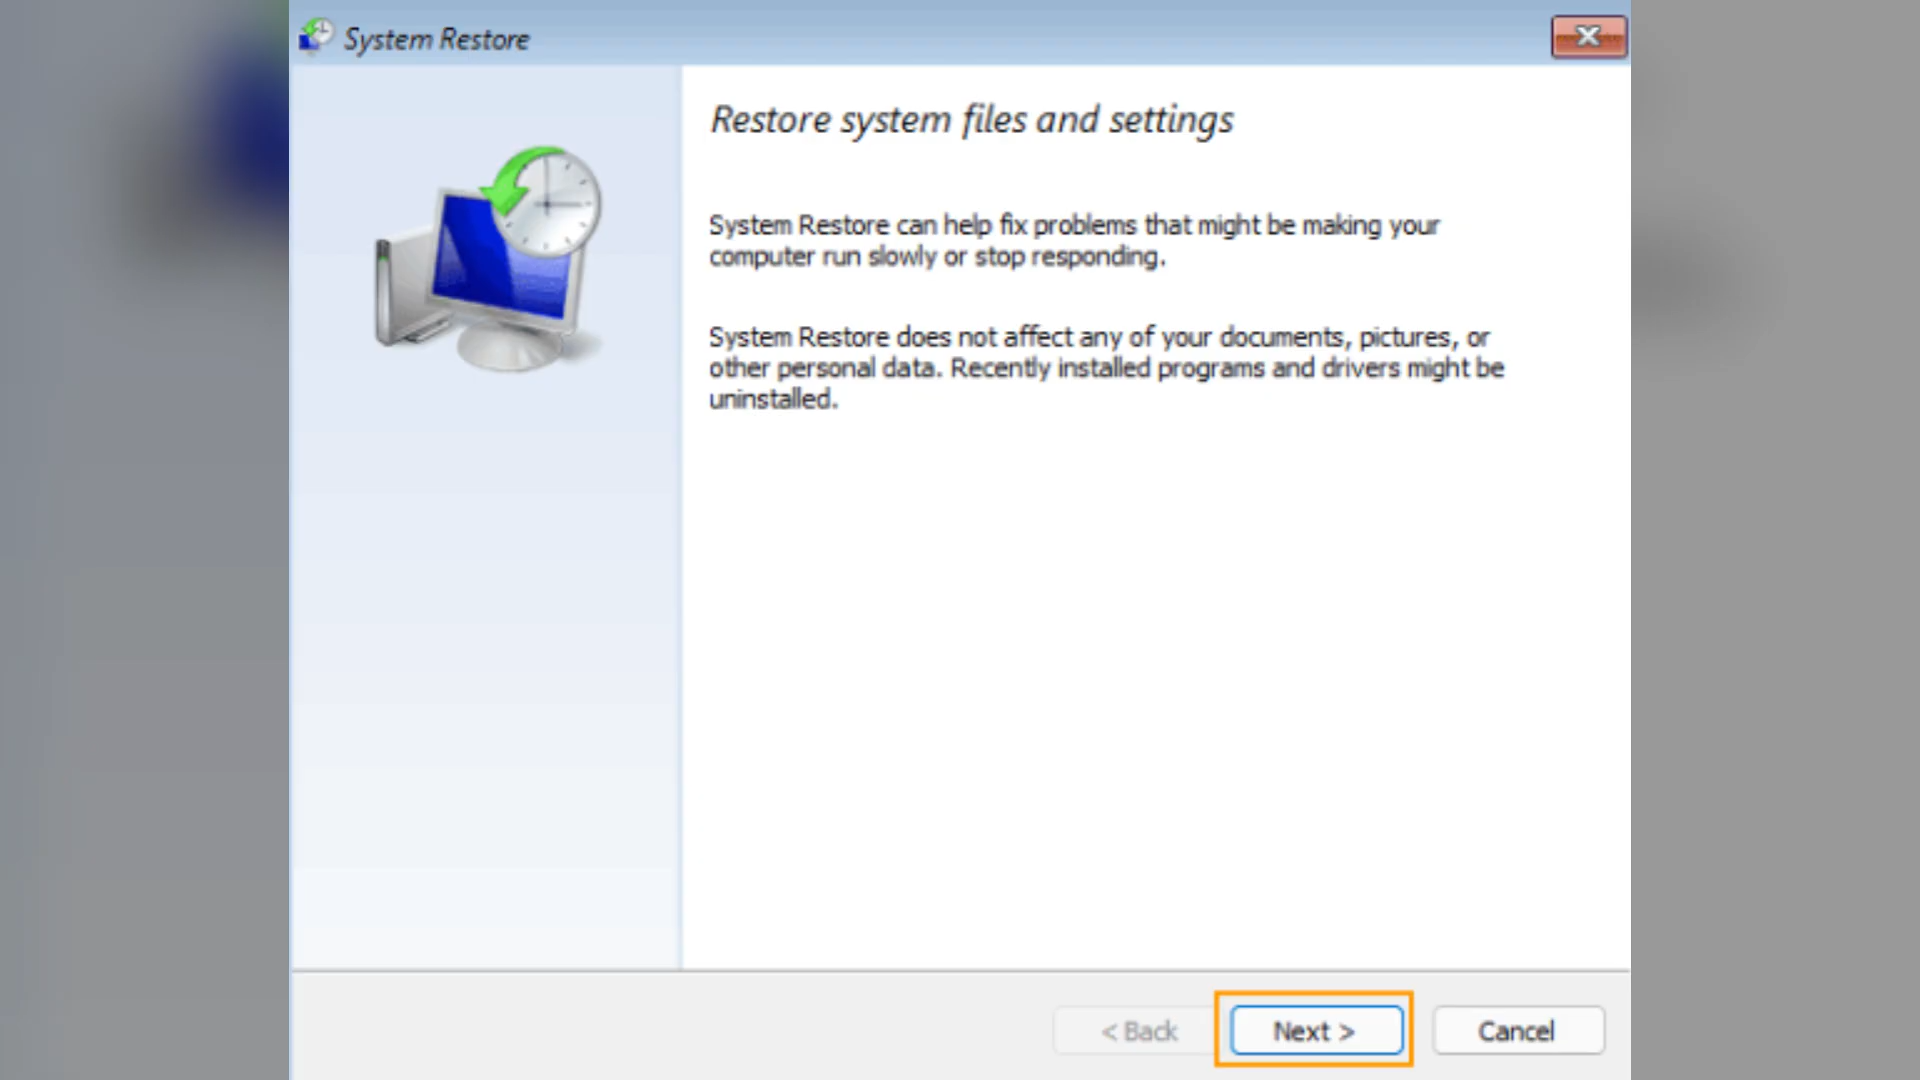 System Restore
Restore system files and settings
System Restore can help fix problems that might be making your
computer run slowly or stop responding.
System Restore does not affect any of your documents, pictures, or
other personal data. Recently installed programs and drivers might be
uninstalled.
< Back
Next >
Cancel